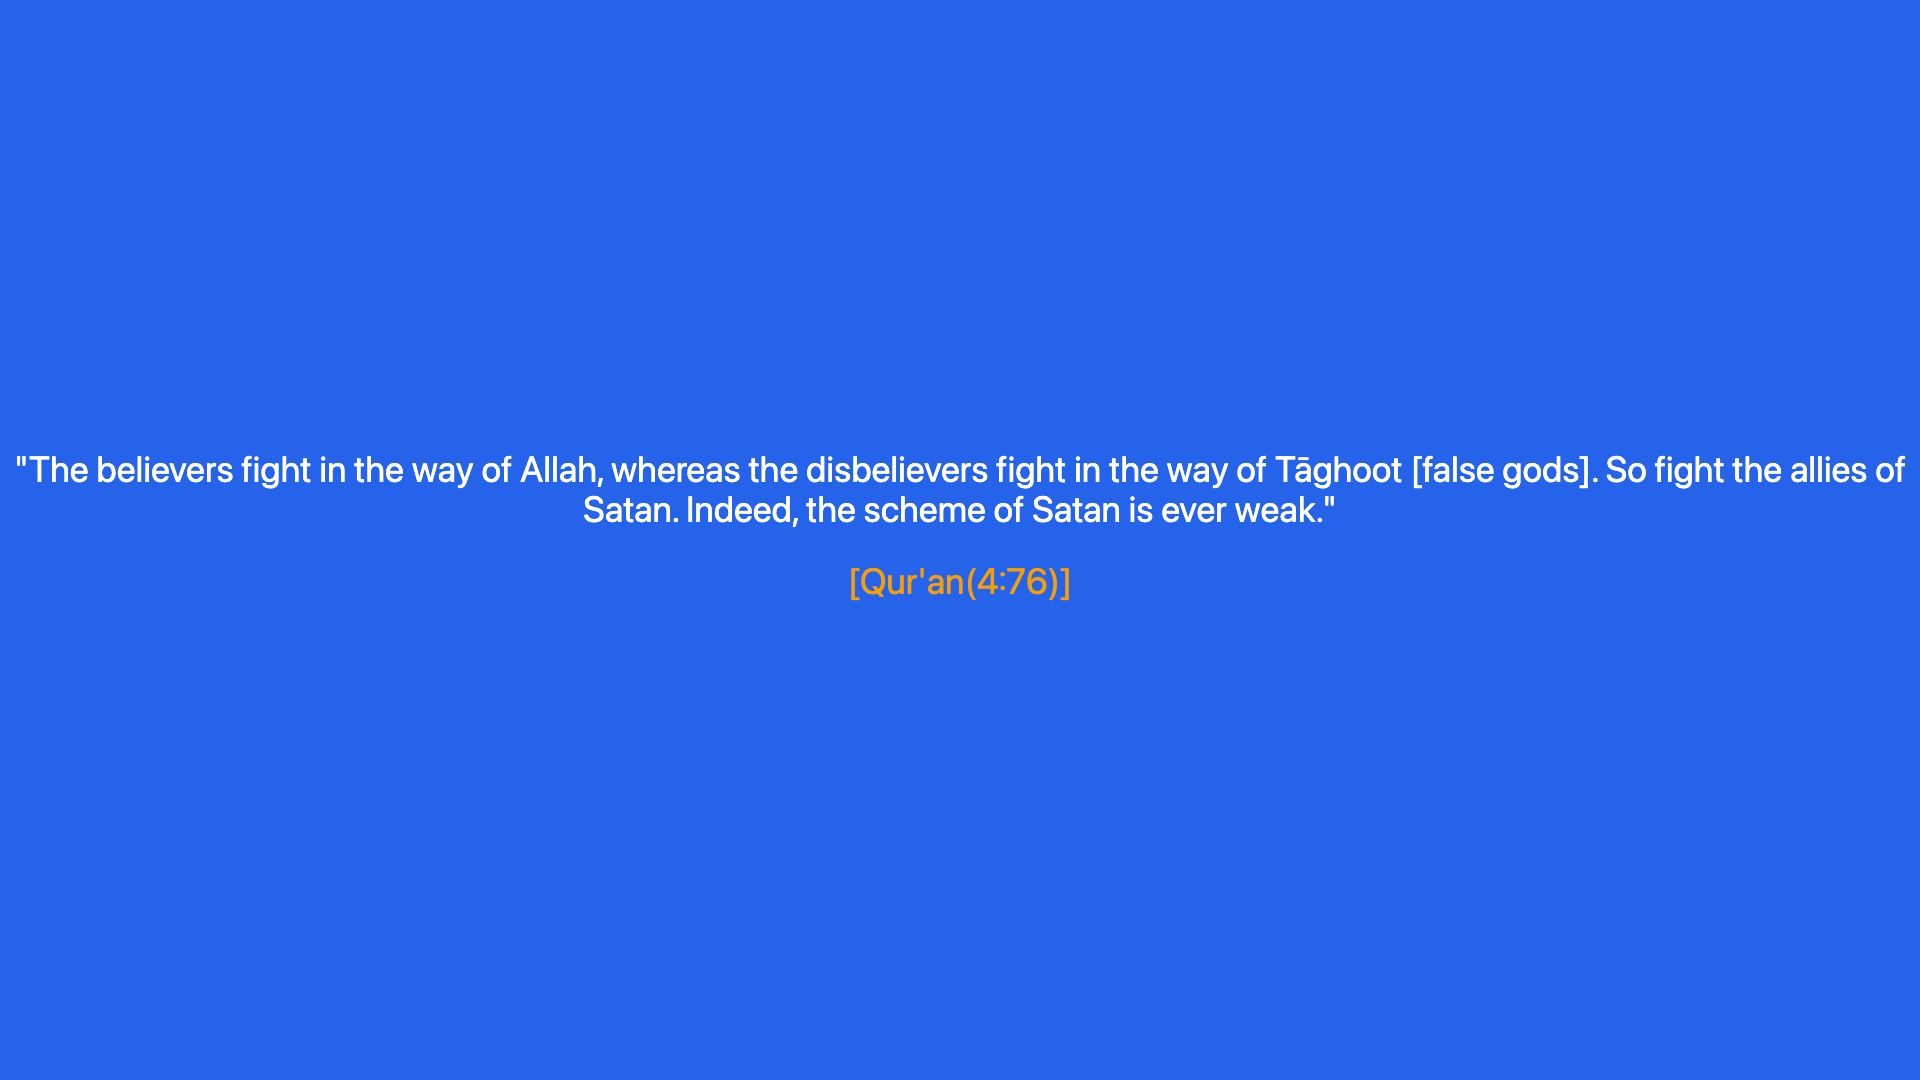 "The believers fight in the way of Allah, whereas the disbelievers fight in the way of Tāghoot [false gods]. So fight the allies of
Satan. Indeed, the scheme of Satan is ever weak."
[Qur'an(4:76)]